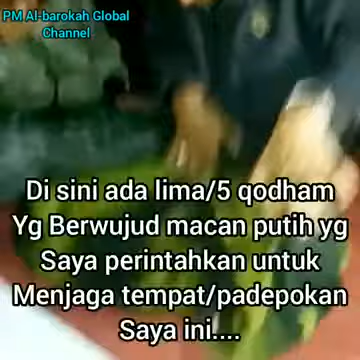 PM Al-barokah Global
Channel
Di sini ada lima/5 qodham
Yg Berwujud macan putih yg
Saya perintahkan untuk
Menjaga tempat/padepokan
Saya ini....